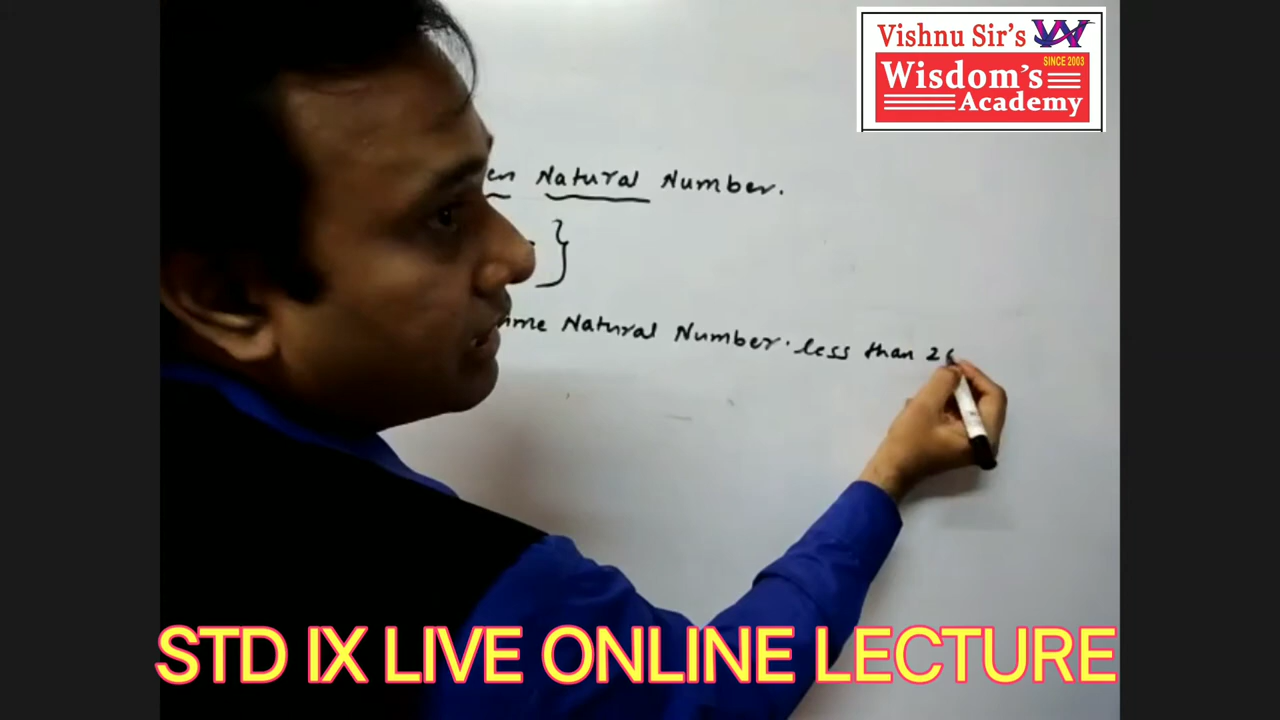 Vishnu Sir's W
SINCE 2003
Wisdom's
Academy
en Natural Number.
}
me Natural Number. less than 2
STD IX LIVE ONLINE LECTURE